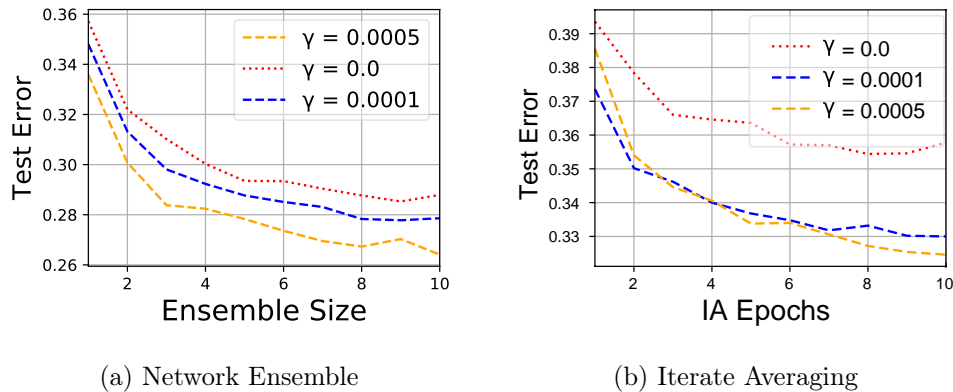 0.36
0.34
0.32
0.30
0.28
0.26
Test Error
γ = 0.0005
γ = 0.0
γ = 0.0001
2 4 6 8 10
Ensemble Size
(a) Network Ensemble
0.39
0.38
0.37
0.36
0.35
0.34
0.33
Test Error
γ = 0.0
γ = 0.0001
γ = 0.0005
2 4 6 8 10
IA Epochs
(b) Iterate Averaging